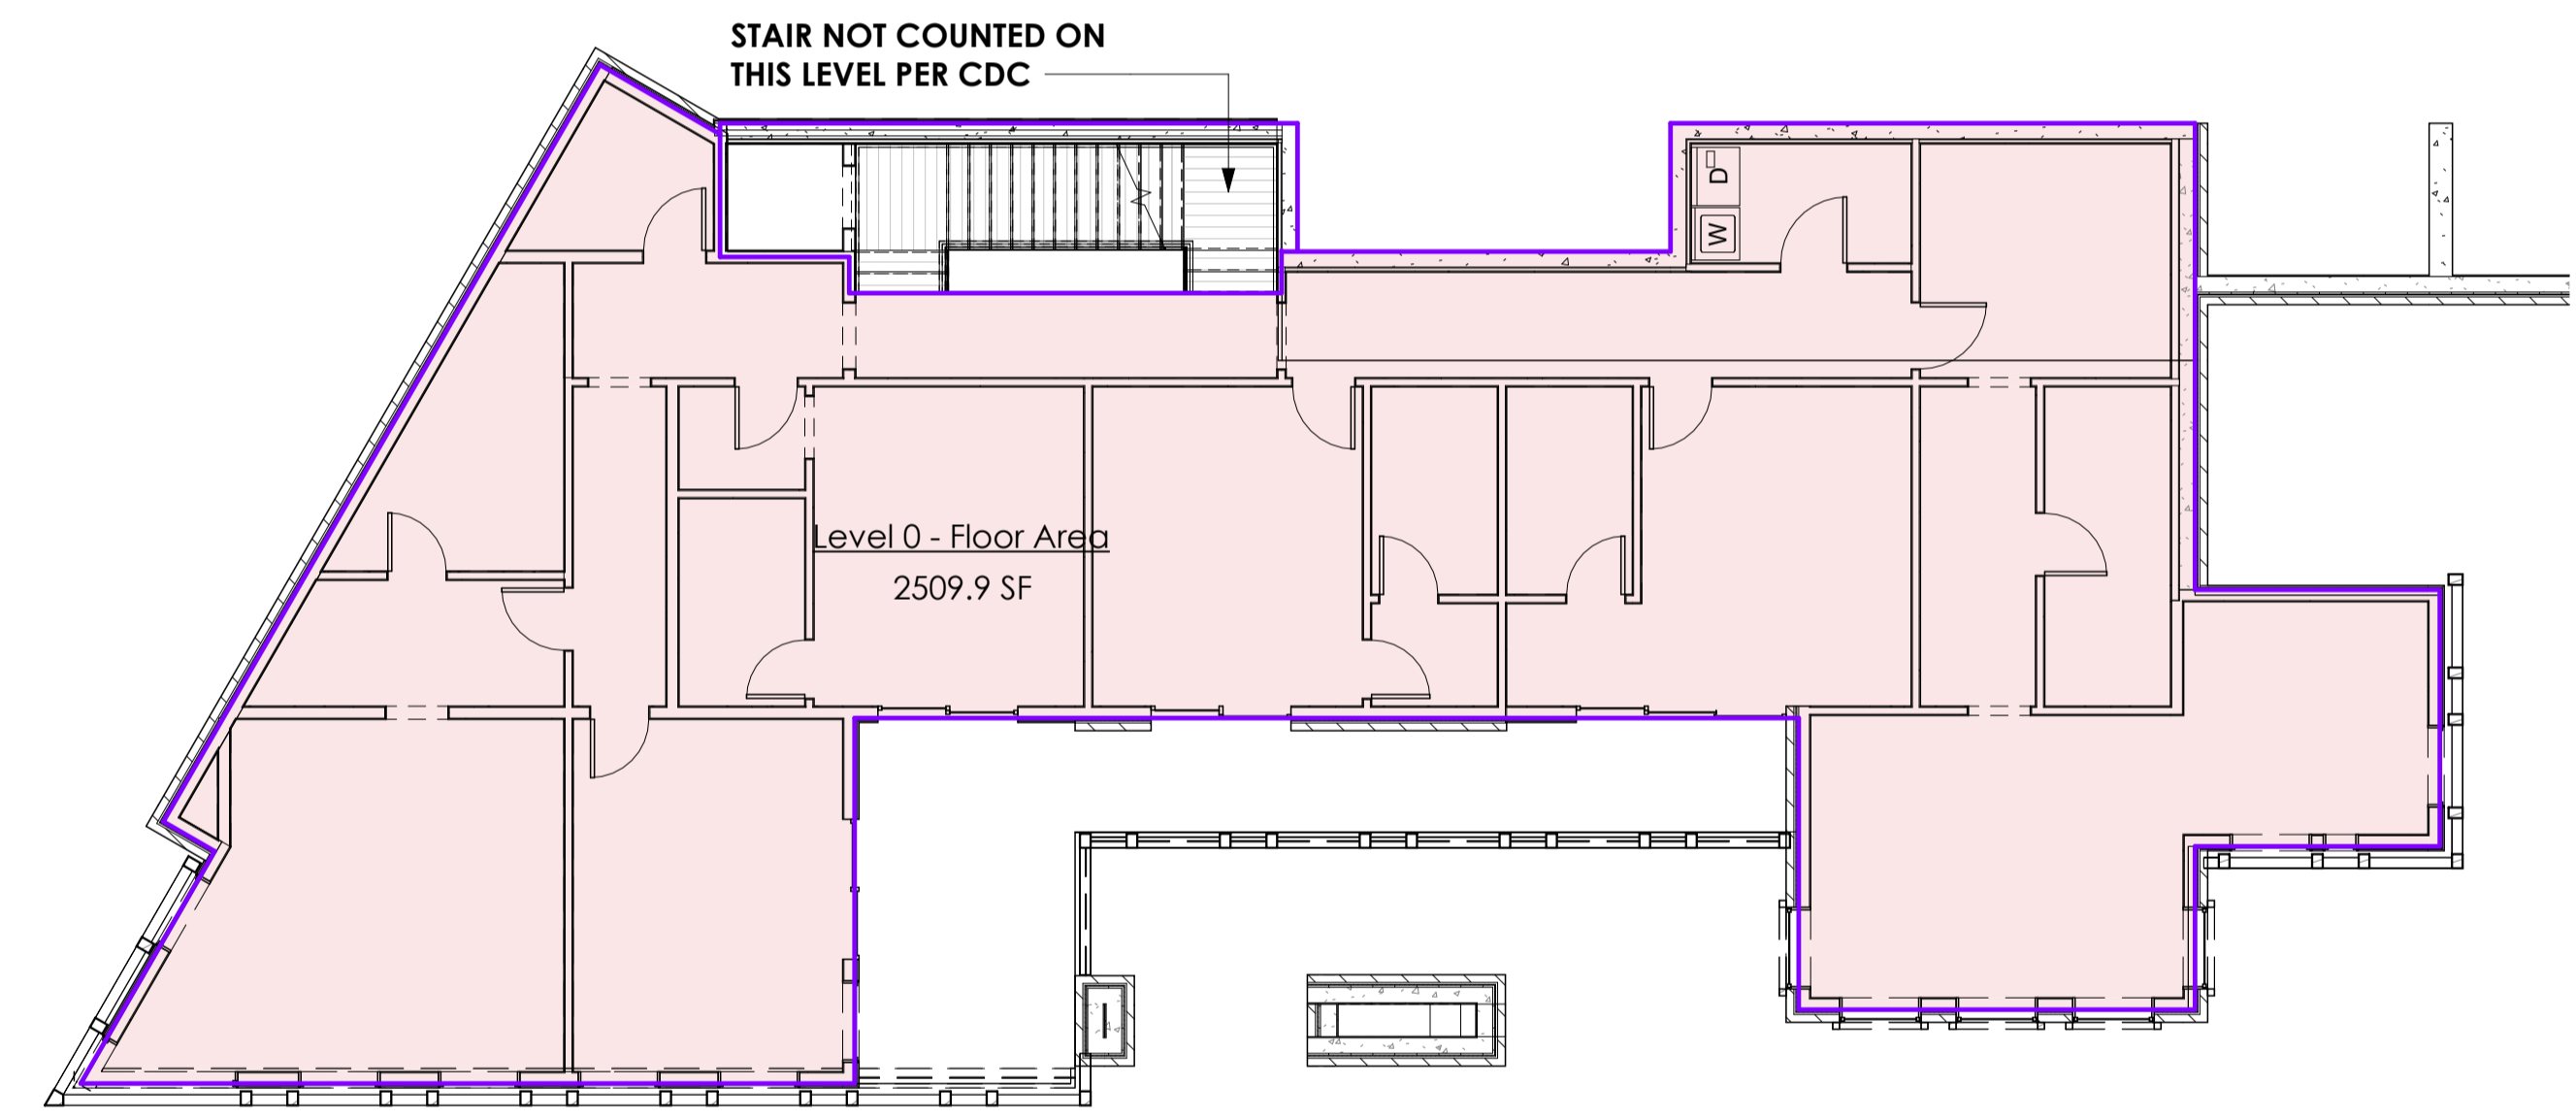 STAIR NOT COUNTED ON
THIS LEVEL PER CDC
D
W
Level 0 - Floor Area
2509.9 SF